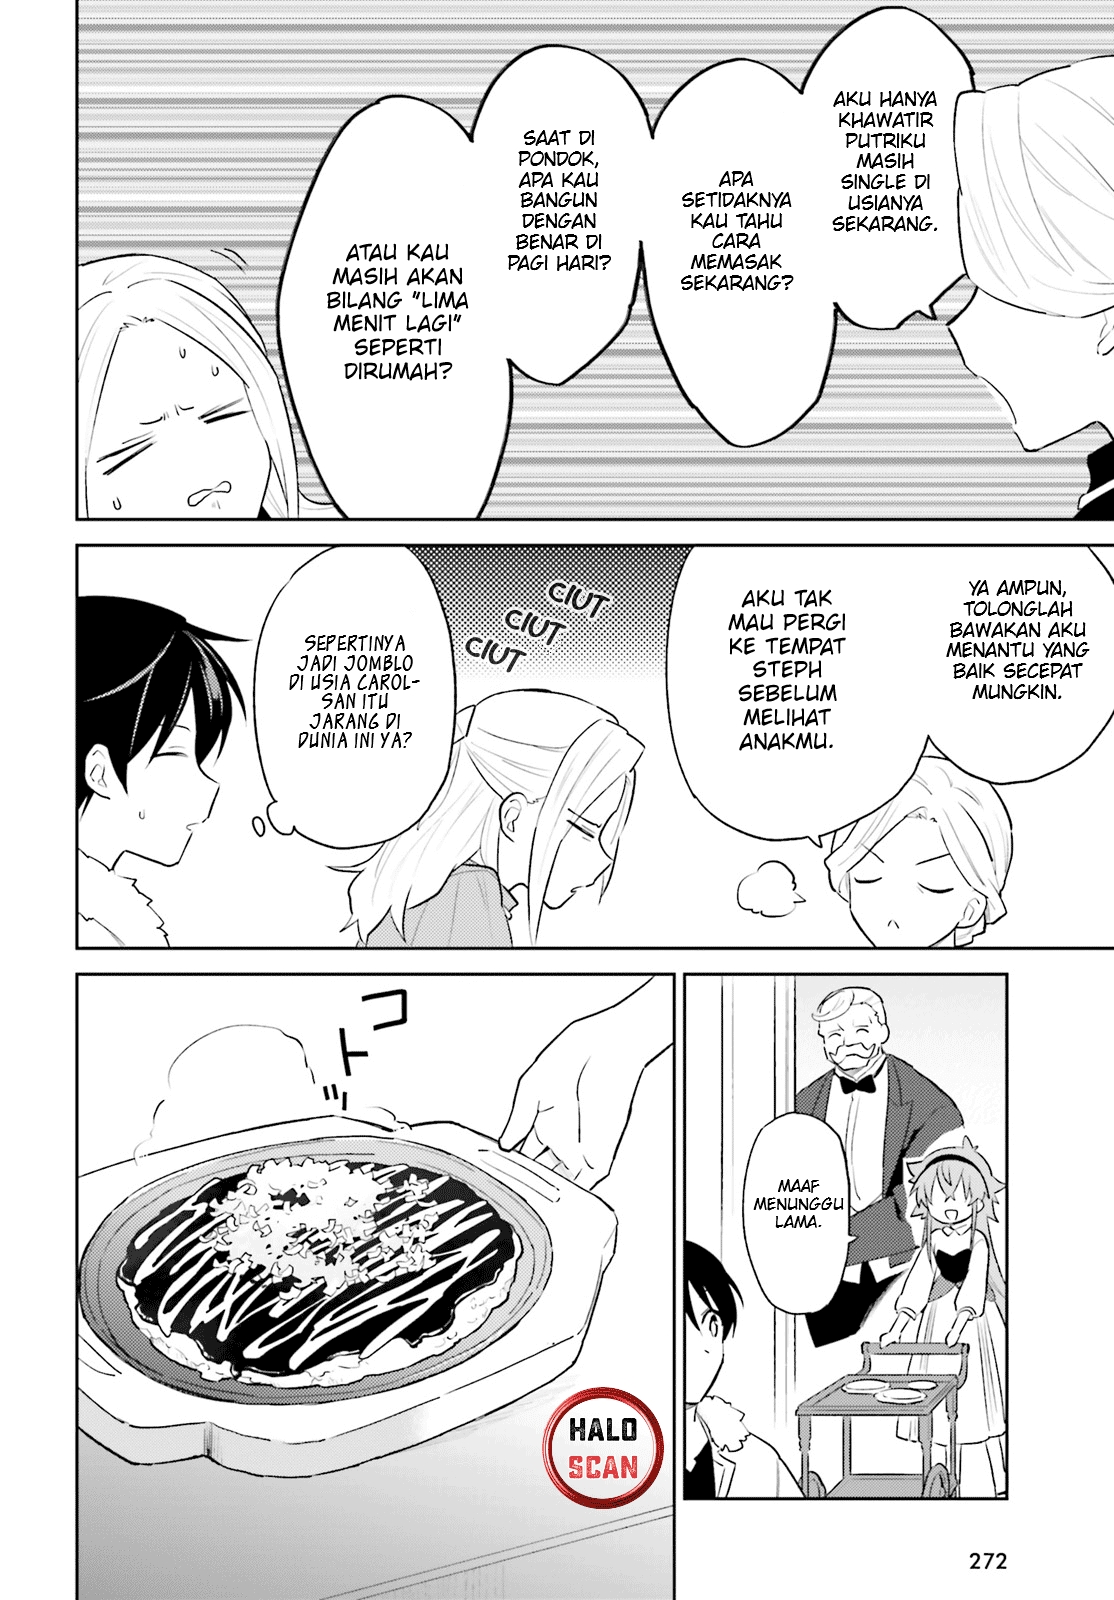 AKU HANYA
KHAWATIR
PUTRIKU
MASIH
SINGLE DI
USIANYA
SEKARANG.
APA
SETIDAKNYA
KAU TAHU
CARA
MEMASAK
SEKARANG?
SAAT DI
PONDOK,
APA KAU
BANGUN
DENGAN
BENAR DI
PAGI HARI?
ATAU KAU
MASIH AKAN
BILANG "LIMA
MENIT LAGI"
SEPERTI
DIRUMAH?
YA AMPUN,
TOLONGLAH
BAWAKAN AKU
MENANTU YANG
BAIK SECEPAT
MUNGKIN.
AKU TAK
MAU PERGI
KE TEMPAT
STEPH
SEBELUM
MELIHAT
ANAKMU.
CIUT
CIUT
CIUT
SEPERTINYA
JADI JOMBLO
DI USIA CAROL-
SAN ITU
JARANG DI
DUNIA INI YA?
MAAF
MENUNGGU
LAMA.
コトッ
HALO
SCAN
272